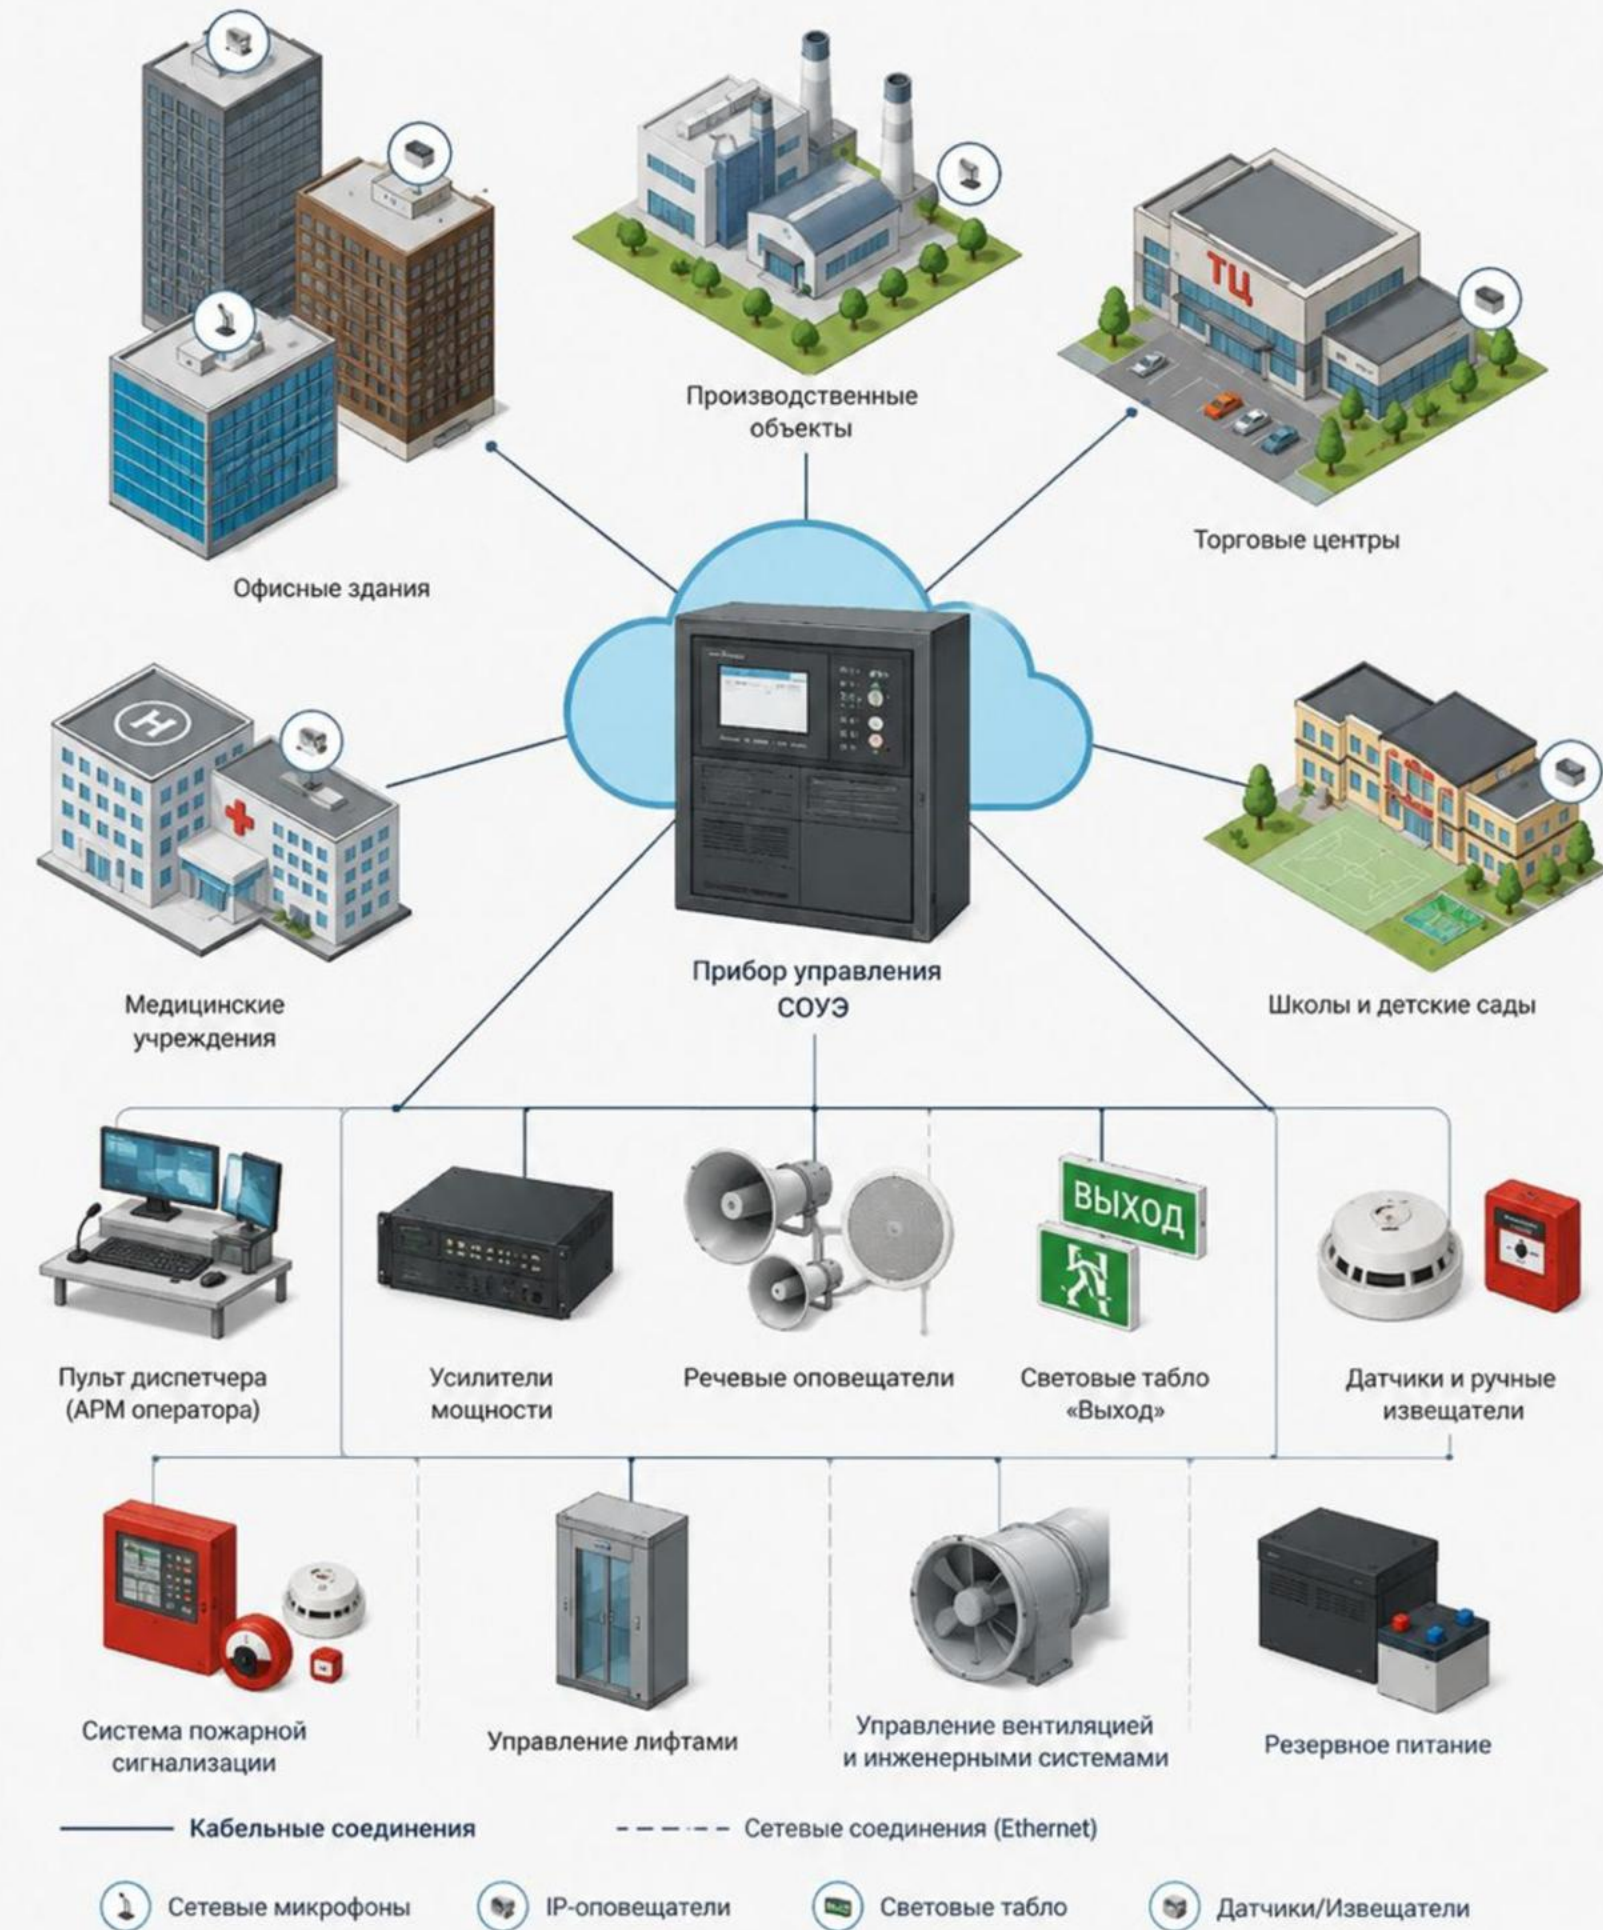 ТЦ
Производственные
объекты
Торговые центры
Офисные здания
H
Прибор управления
СОУЭ
Медицинские
учреждения
Школы и детские сады
ВЫХОД
Пульт диспетчера
(АРМ оператора)
Усилители
мощности
Речевые оповещатели
Световые табло
«Выход»
Датчики и ручные
извещатели
Система пожарной
сигнализации
Управление лифтами
Управление вентиляцией
и инженерными системами
Резервное питание
Кабельные соединения
Сетевые соединения (Ethernet)
Сетевые микрофоны
IP-оповещатели
Световые табло
Датчики/Извещатели